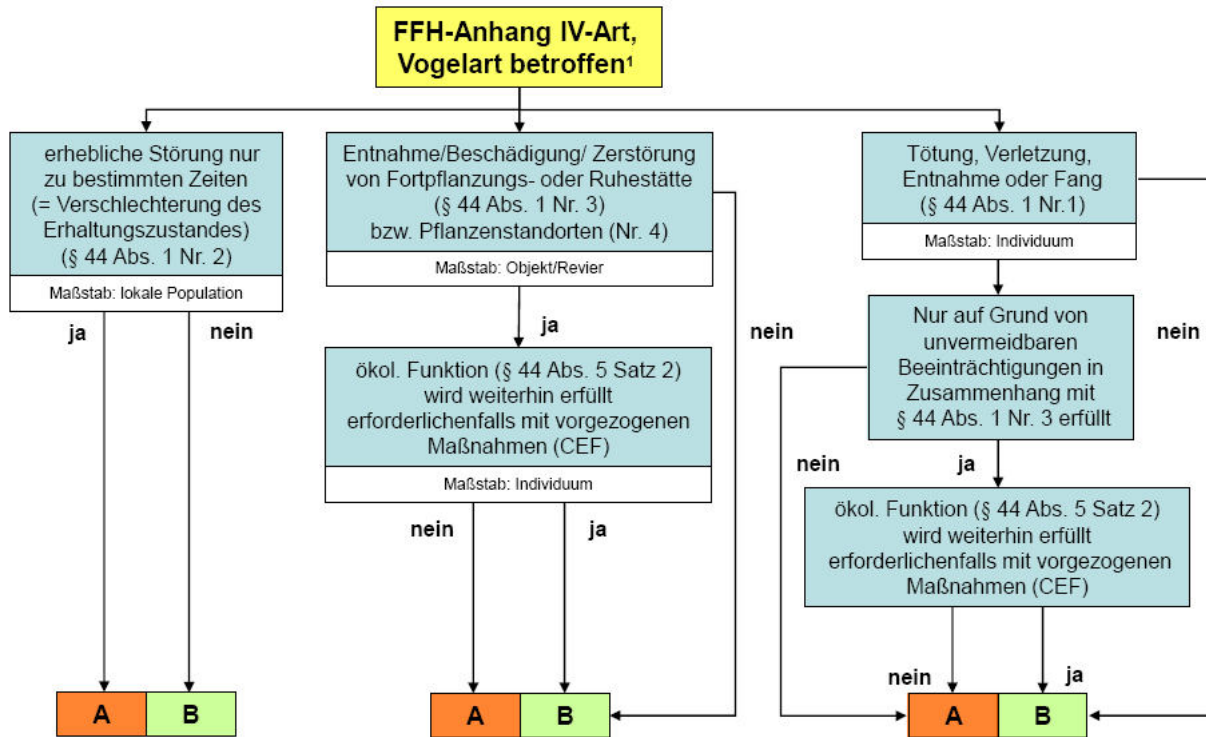 FFH-Anhang IV-Art,
Vogelart betroffen¹
erhebliche Störung nur
zu bestimmten Zeiten
(= Verschlechterung des
Erhaltungszustandes)
(§ 44 Abs. 1 Nr. 2)
Maßstab: lokale Population
ja
nein
A
B
Entnahme/Beschädigung/ Zerstörung
von Fortpflanzungs- oder Ruhestätte
(§ 44 Abs. 1 Nr. 3)
bzw. Pflanzenstandorten (Nr. 4)
Maßstab: Objekt/Revier
ja
nein
ökol. Funktion (§ 44 Abs. 5 Satz 2)
wird weiterhin erfüllt
erforderlichenfalls mit vorgezogenen
Maßnahmen (CEF)
Maßstab: Individuum
nein
ja
A
B
Tötung, Verletzung,
Entnahme oder Fang
(§ 44 Abs. 1 Nr.1)
Maßstab: Individuum
nein
Nur auf Grund von
unvermeidbaren
Beeinträchtigungen in
Zusammenhang mit
§ 44 Abs. 1 Nr. 3 erfüllt
nein
ja
ökol. Funktion (§ 44 Abs. 5 Satz 2)
wird weiterhin erfüllt
erforderlichenfalls mit vorgezogenen
Maßnahmen (CEF)
nein
ja
A
B